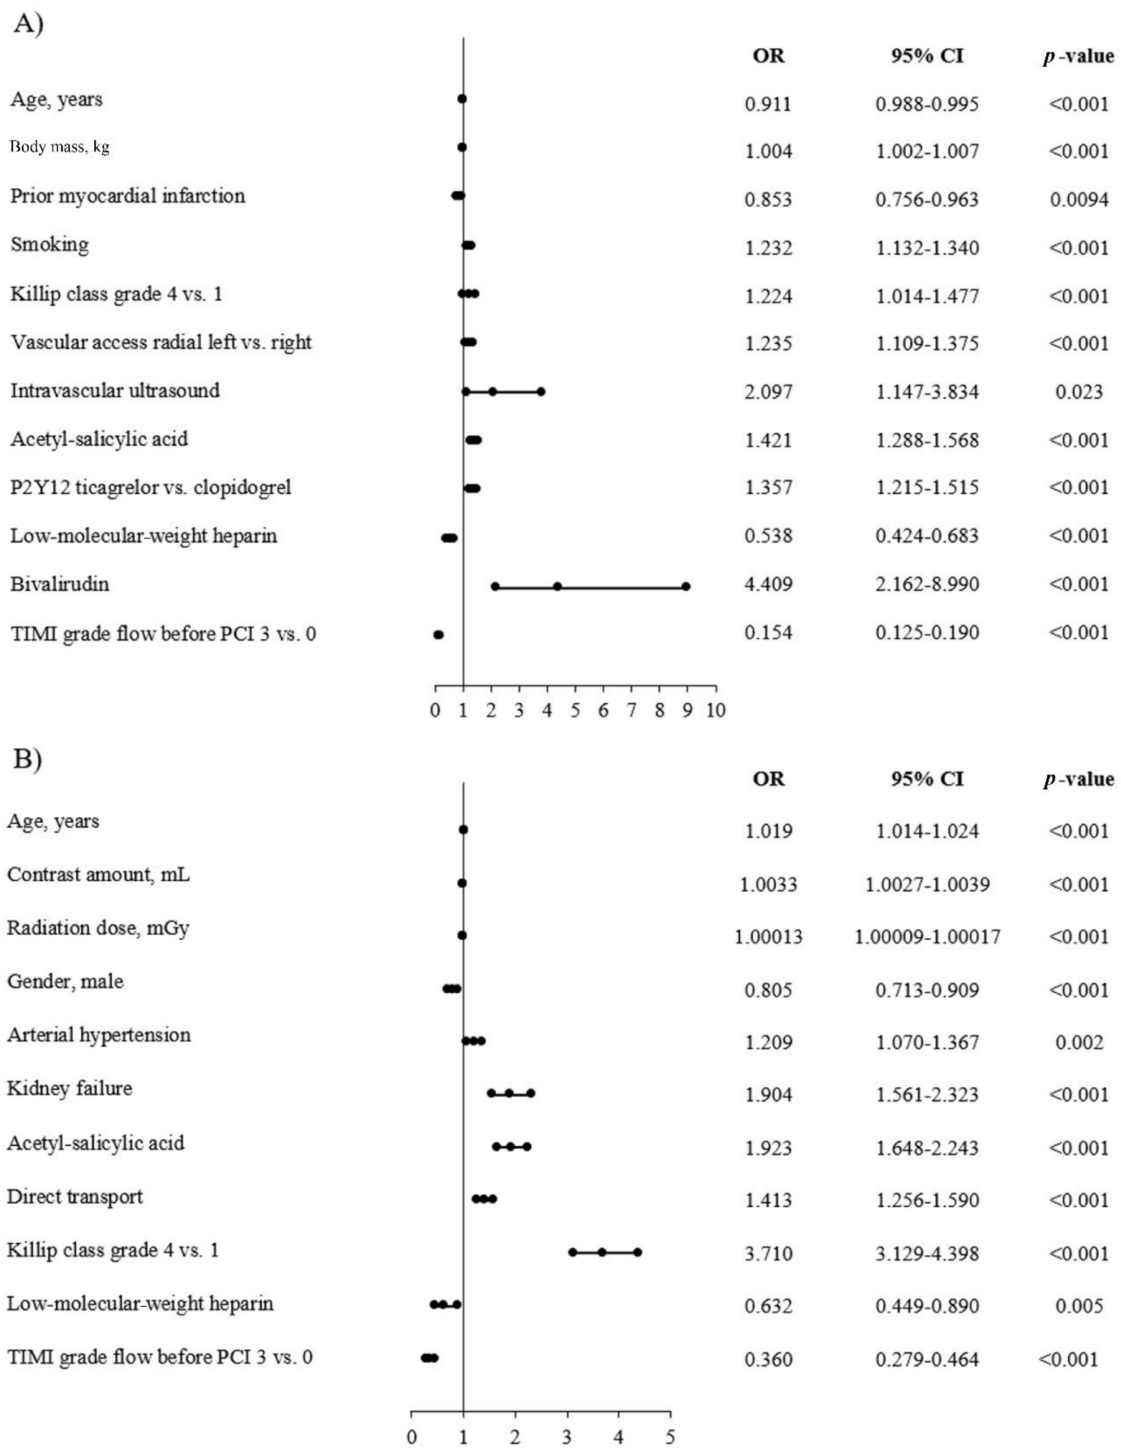 A)
OR 95% CI p-value
Age, years 0.911 0.988-0.995 <0.001
Body mass, kg 1.004 1.002-1.007 <0.001
Prior myocardial infarction 0.853 0.756-0.963 0.0094
Smoking 1.232 1.132-1.340 <0.001
Killip class grade 4 vs. 1 1.224 1.014-1.477 <0.001
Vascular access radial left vs. right 1.235 1.109-1.375 <0.001
Intravascular ultrasound 2.097 1.147-3.834 0.023
Acetyl-salicylic acid 1.421 1.288-1.568 <0.001
P2Y12 ticagrelor vs. clopidogrel 1.357 1.215-1.515 <0.001
Low-molecular-weight heparin 0.538 0.424-0.683 <0.001
Bivalirudin 4.409 2.162-8.990 <0.001
TIMI grade flow before PCI 3 vs. 0 0.154 0.125-0.190 <0.001
0 1 2 3 4 5 6 7 8 9 10
B)
OR 95% CI p-value
Age, years 1.019 1.014-1.024 <0.001
Contrast amount, mL 1.0033 1.0027-1.0039 <0.001
Radiation dose, mGy 1.00013 1.00009-1.00017 <0.001
Gender, male 0.805 0.713-0.909 <0.001
Arterial hypertension 1.209 1.070-1.367 0.002
Kidney failure 1.904 1.561-2.323 <0.001
Acetyl-salicylic acid 1.923 1.648-2.243 <0.001
Direct transport 1.413 1.256-1.590 <0.001
Killip class grade 4 vs. 1 3.710 3.129-4.398 <0.001
Low-molecular-weight heparin 0.632 0.449-0.890 0.005
TIMI grade flow before PCI 3 vs. 0 0.360 0.279-0.464 <0.001
0 1 2 3 4 5